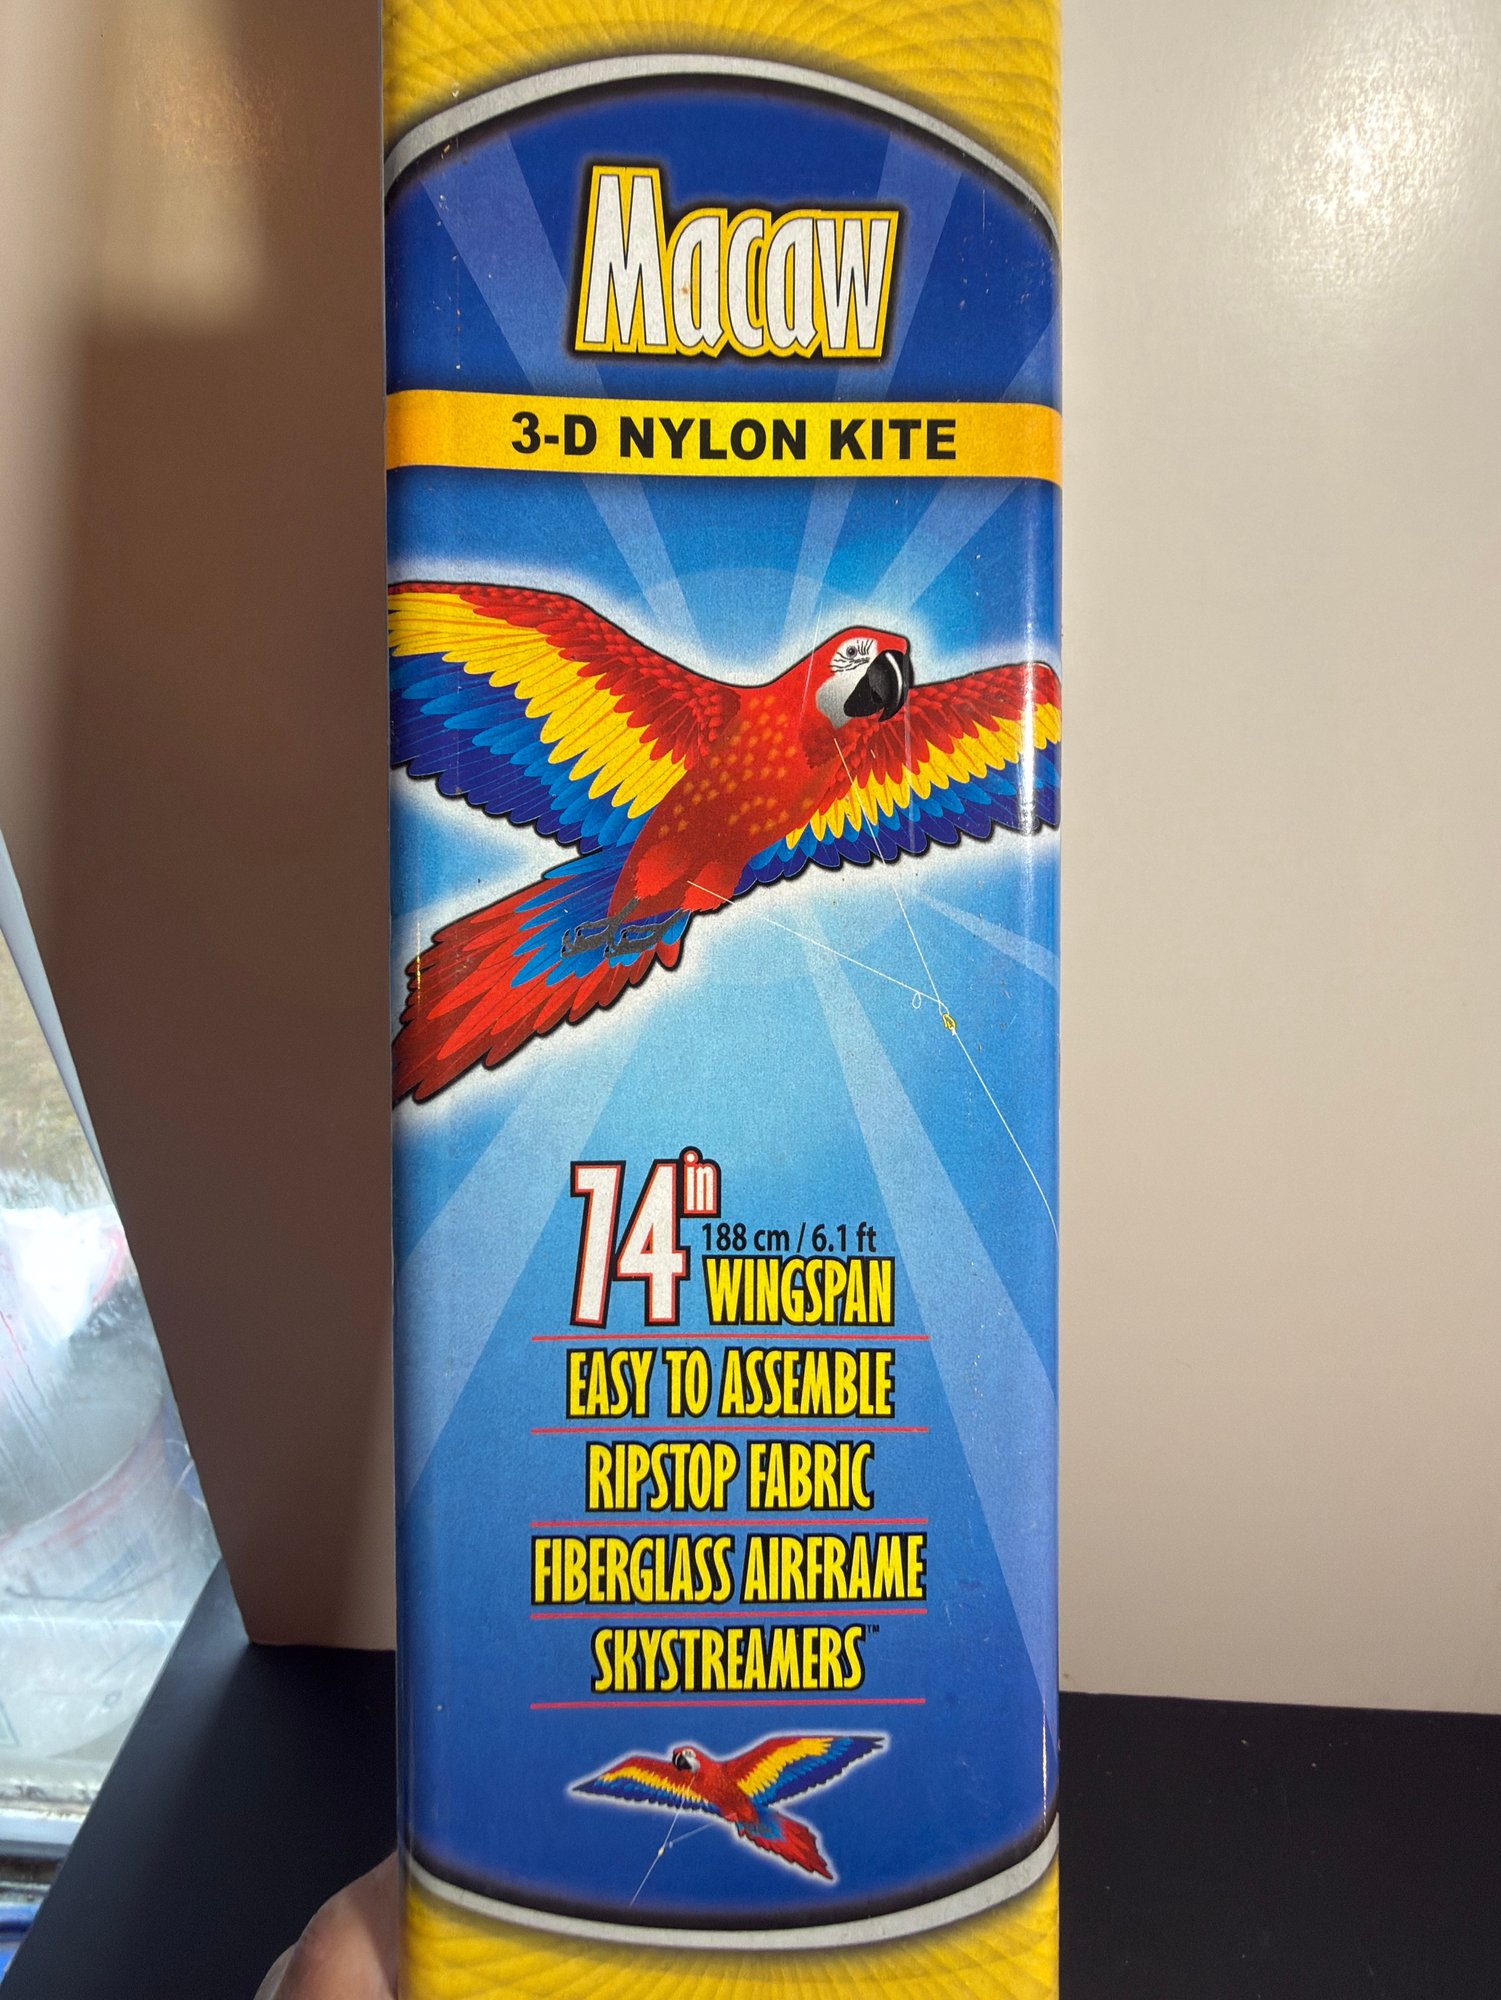 Macaw
3-D NYLON KITE
74in
188 cm / 6.1 ft
WINGSPAN
EASY TO ASSEMBLE
RIPSTOP FABRIC
FIBERGLASS AIRFRAME
SKYSTREAMERS™